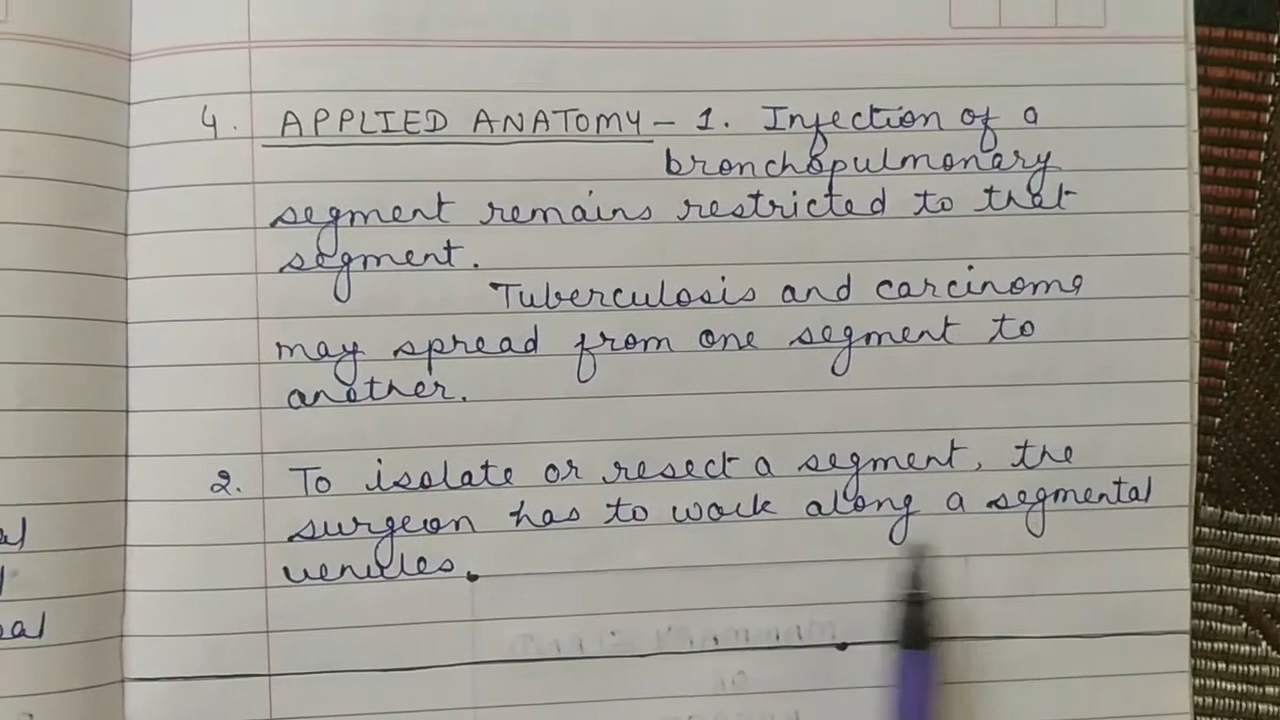 4. APPLIED ANATOMY - 1. Infection of a
bronchopulmonary
segment remains restricted to that
segment.
Tuberculosis and carcinoma
may spread from one segment to
another.
2. To isolate or resect a segment, the
surgeon has to work along a segmental
venules.